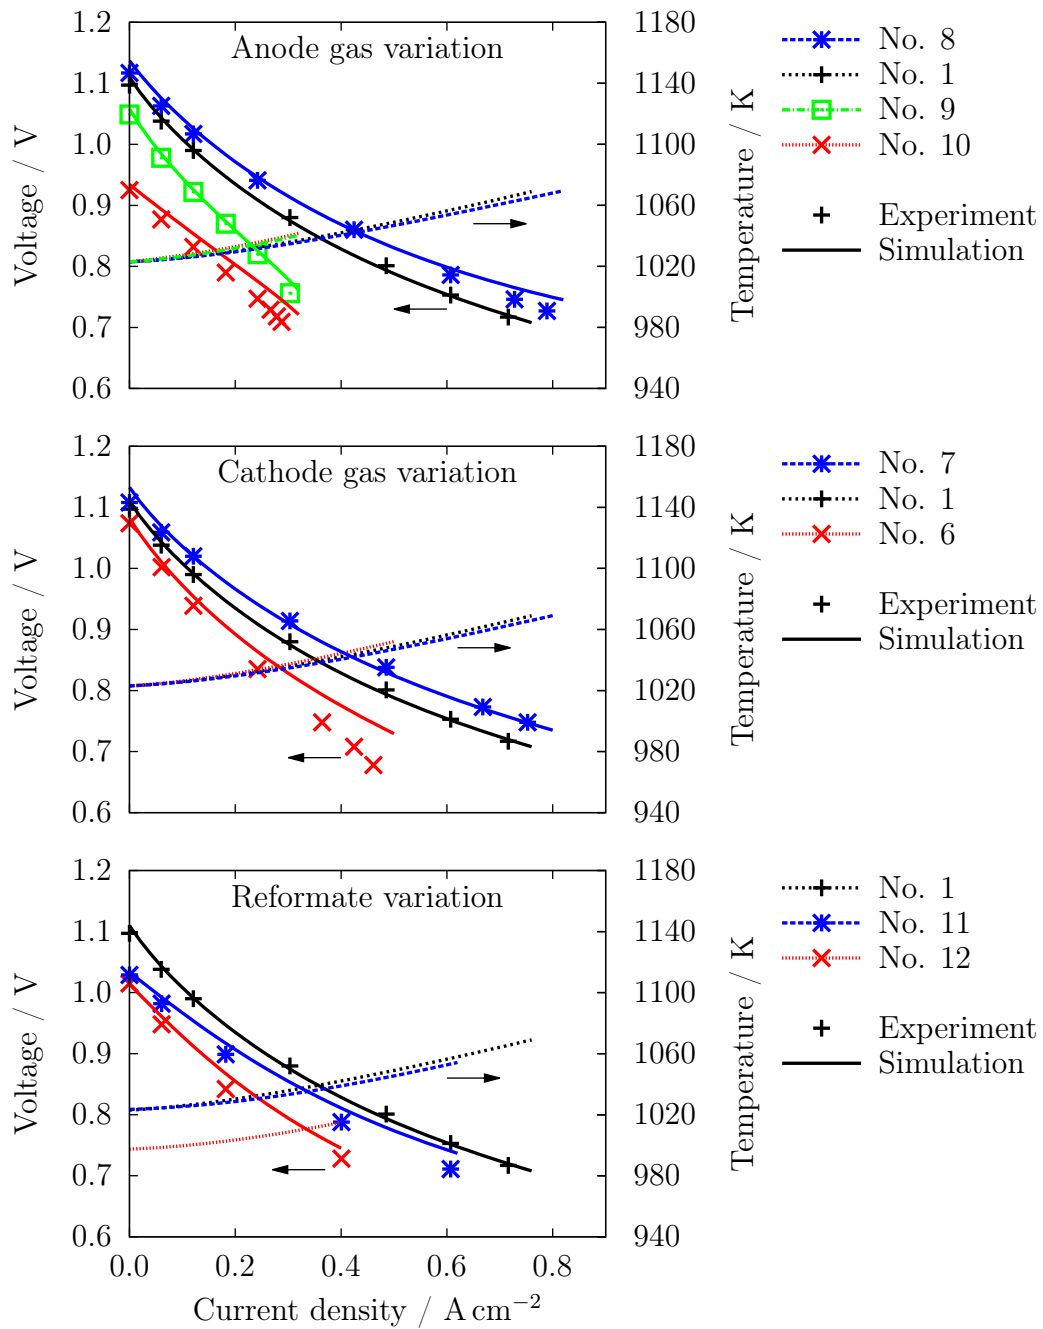 Anode gas variation
Voltage / V
1.2
1.1
1.0
0.9
0.8
0.7
0.6
1180
1140
1100
1060
1020
980
940
Temperature / K
No. 8
No. 1
No. 9
No. 10
Experiment
Simulation
Cathode gas variation
Voltage / V
1.2
1.1
1.0
0.9
0.8
0.7
0.6
1180
1140
1100
1060
1020
980
940
Temperature / K
No. 7
No. 1
No. 6
Experiment
Simulation
Reformate variation
Voltage / V
1.2
1.1
1.0
0.9
0.8
0.7
0.6
1180
1140
1100
1060
1020
980
940
Temperature / K
No. 1
No. 11
No. 12
Experiment
Simulation
0.0 0.2 0.4 0.6 0.8
Current density / A cm⁻²